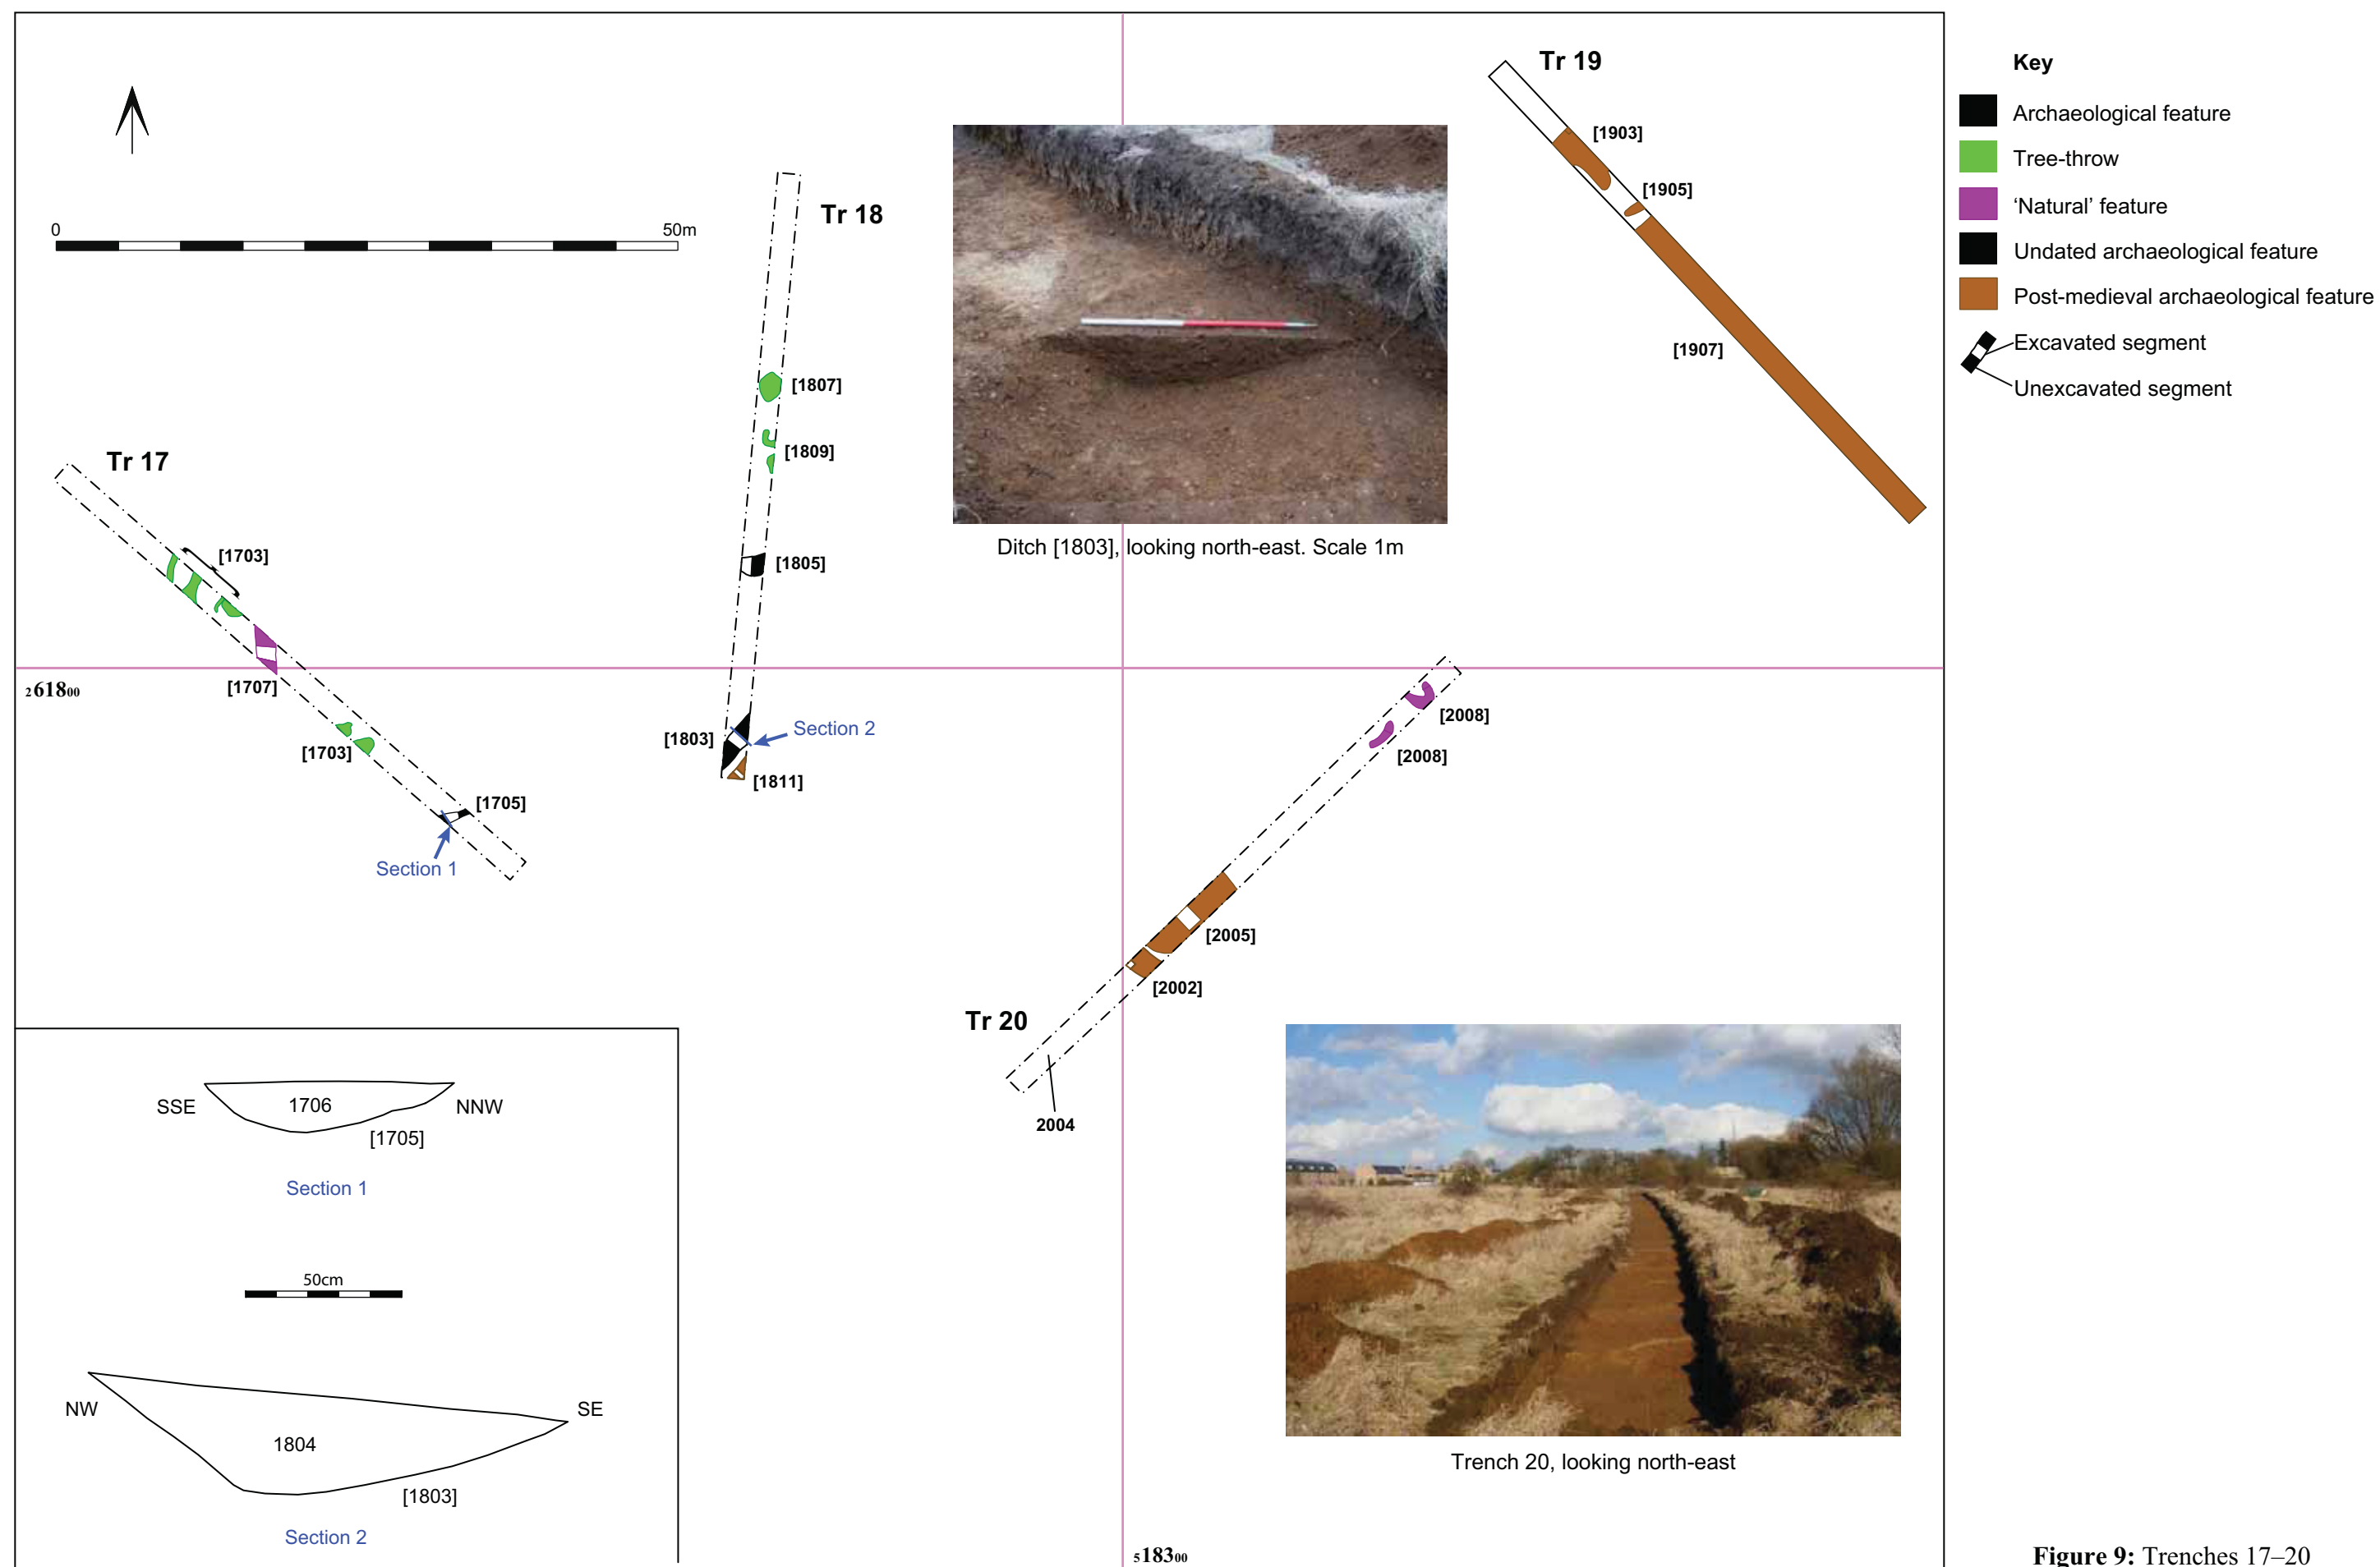 Tr 19
Key
[1903]
Archaeological feature
Tree-throw
[1905]
'Natural' feature
Tr 18
0
50m
Undated archaeological feature
Post-medieval archaeological feature
Excavated segment
[1907]
Unexcavated segment
[1807]
[1809]
Tr 17
Ditch [1803], looking north-east. Scale 1m
[1703]
[1805]
[1707]
261800
[1803]
Section 2
[2008]
[1703]
[2008]
[1811]
[1705]
Section 1
[2005]
[2002]
Tr 20
2004
SSE
1706
NNW
[1705]
Section 1
50cm
NW
SE
1804
[1803]
Section 2
Trench 20, looking north-east
518300
Figure 9: Trenches 17–20